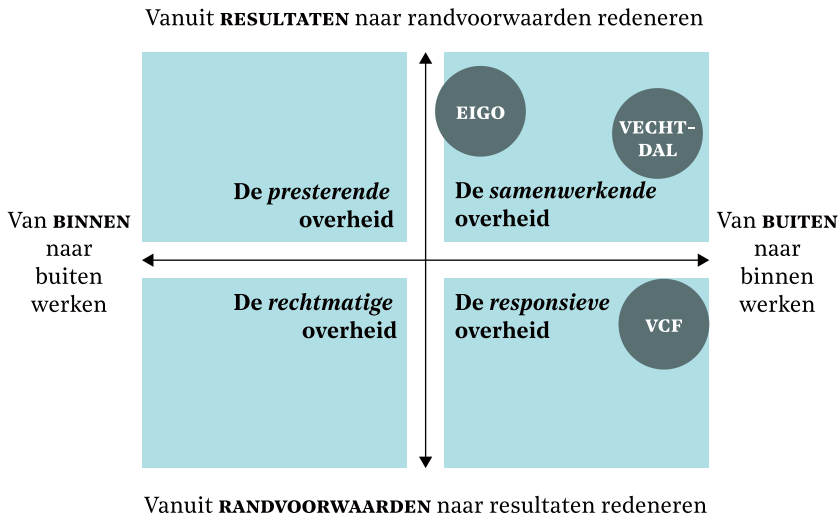 Vanuit RESULTATEN naar randvoorwaarden redeneren
EIGO
VECHT-
DAL
De presterende
overheid
De samenwerkende
overheid
Van BINNEN
naar
buiten
werken
Van BUITEN
naar
binnen
werken
De rechtmatige
overheid
De responsieve
overheid
VCF
Vanuit RANDVOORWAARDEN naar resultaten redeneren